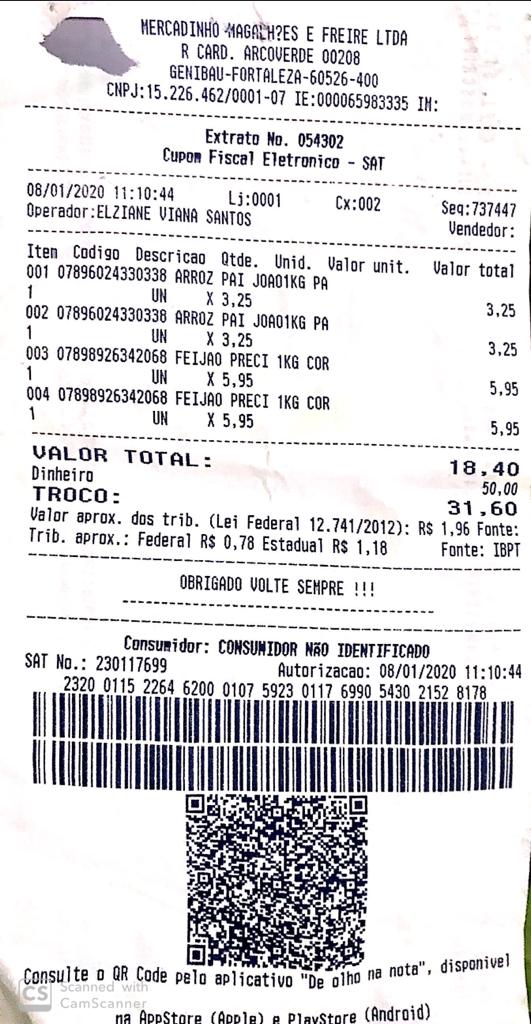 MERCADINHO MAGALH?ES E FREIRE LTDA
R CARD. ARCOVERDE 00208
GENIBAU-FORTALEZA-60526-400
CNPJ:15.226.462/0001-07 IE:000065983335 IM:
Extrato No. 054302
Cupom Fiscal Eletronico - SAT
08/01/2020 11:10:44 Lj:0001 Cx:002 Seq:737447
Operador:ELZIANE VIANA SANTOS Vendedor:
Item Codigo Descricao Qtde. Unid. Valor unit. Valor total
001 07896024330338 ARROZ PAI JOAO1KG PA
1 UN X 3,25 3,25
002 07896024330338 ARROZ PAI JOAO1KG PA
1 UN X 3,25 3,25
003 07898926342068 FEIJAO PRECI 1KG COR
1 UN X 5,95 5,95
004 07898926342068 FEIJAO PRECI 1KG COR
1 UN X 5,95 5,95
VALOR TOTAL: 18,40
Dinheiro 50,00
TROCO: 31,60
Valor aprox. dos trib. (Lei Federal 12.741/2012): R$ 1,96 Fonte:
Trib. aprox.: Federal R$ 0,78 Estadual R$ 1,18 Fonte: IBPT
OBRIGADO VOLTE SEMPRE !!!
Consumidor: CONSUMIDOR NãO IDENTIFICADO
SAT No.: 230117699 Autorizacao: 08/01/2020 11:10:44
2320 0115 2264 6200 0107 5923 0117 6990 5430 2152 8178
Consulte o QR Code pelo aplicativo "De olho na nota", disponivel
na AppStore (Apple) e PlayStore (Android)
CS Scanned with
CamScanner